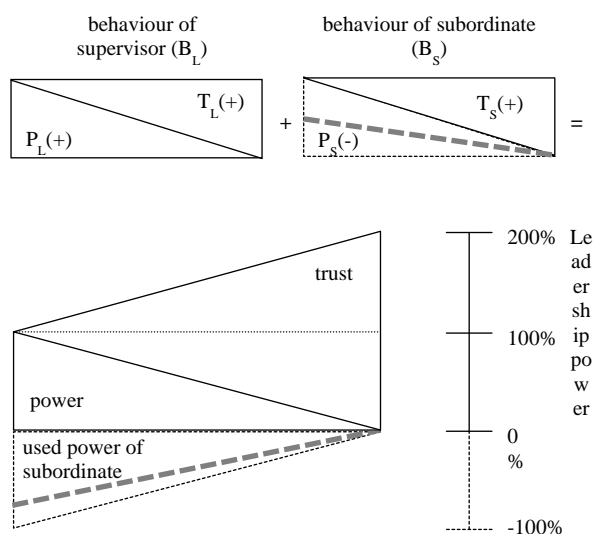 behaviour of
supervisor (B_L)
behaviour of subordinate
(B_S)
T_L(+)
P_L(+)
+
T_S(+)
P_S(-)
=
trust
power
used power of
subordinate
200%
100%
0
%
-100%
Le
ad
er
sh
ip
po
w
er